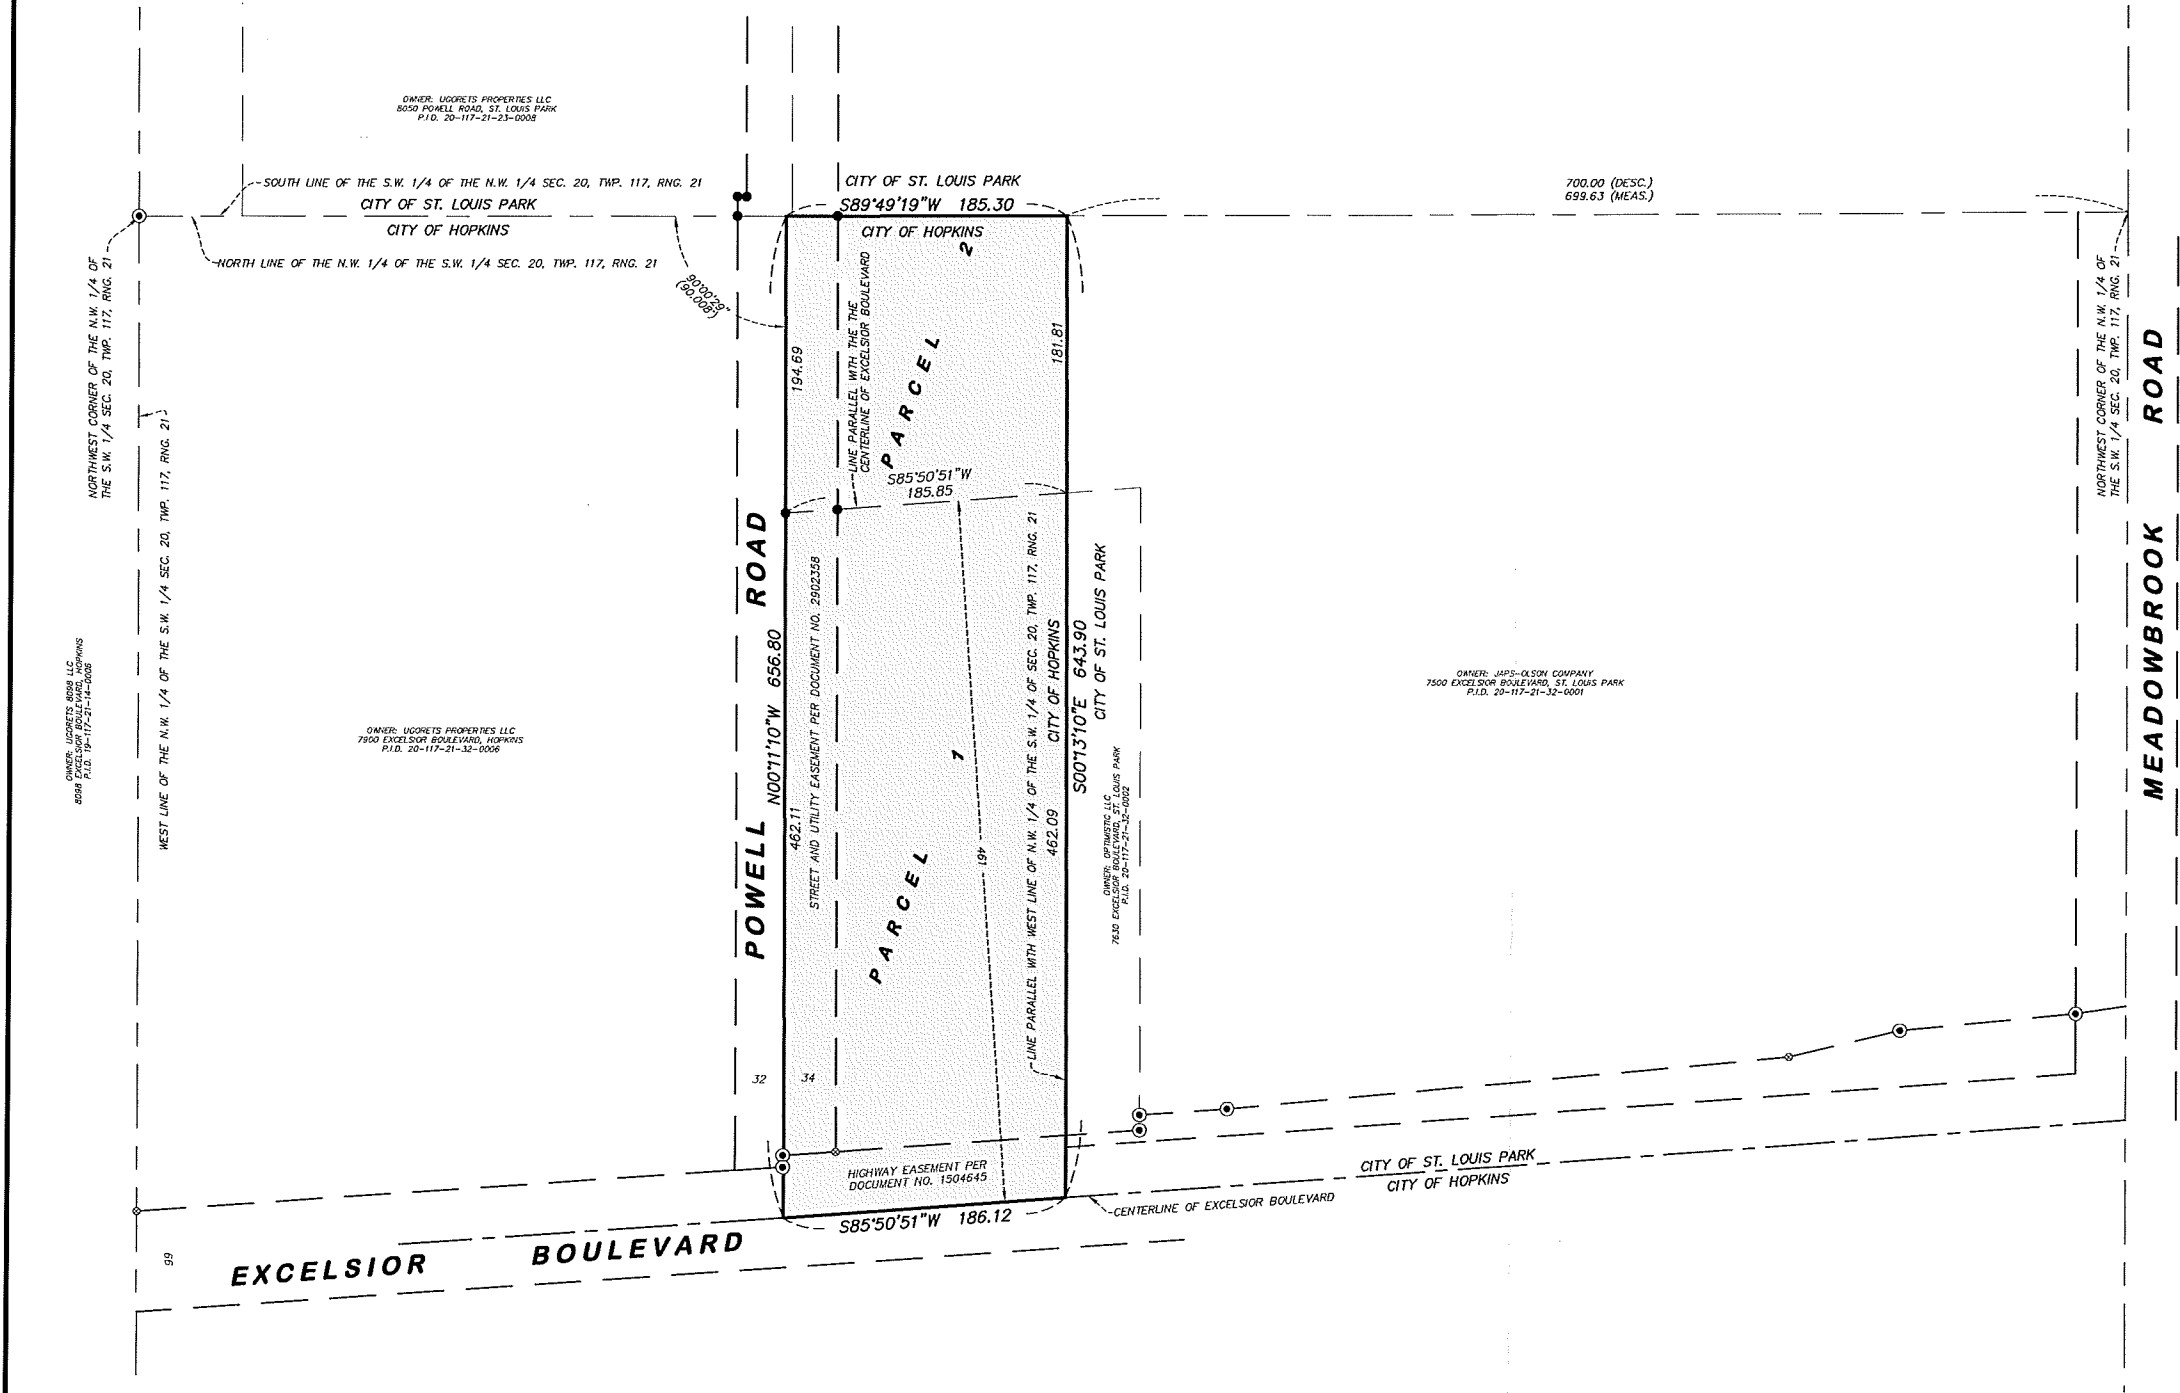 OWNER: UGORETS PROPERTIES LLC
8050 POWELL ROAD, ST. LOUIS PARK
P.I.D. 20-117-21-23-0008
SOUTH LINE OF THE S.W. 1/4 OF THE N.W. 1/4 SEC. 20, TWP. 117, RNG. 21
CITY OF ST. LOUIS PARK
CITY OF HOPKINS
NORTH LINE OF THE N.W. 1/4 OF THE S.W. 1/4 SEC. 20, TWP. 117, RNG. 21
CITY OF ST. LOUIS PARK
S89°49'19"W 185.30
CITY OF HOPKINS
700.00 (DESC.)
699.63 (MEAS.)
NORTHWEST CORNER OF THE N.W. 1/4 OF
THE S.W. 1/4 SEC. 20, TWP. 117, RNG. 21
90°00'29"
(90.008°)
194.69
LINE PARALLEL WITH THE THE
CENTERLINE OF EXCELSIOR BOULEVARD
PARCEL 2
181.81
NORTHWEST CORNER OF THE N.W. 1/4 OF
THE S.W. 1/4 SEC. 20, TWP. 117, RNG. 21
MEADOWBROOK ROAD
WEST LINE OF THE N.W. 1/4 OF THE S.W. 1/4 SEC. 20, TWP. 117, RNG. 21
S85°50'51"W
185.85
OWNER: UGORETS 8098 LLC
8098 EXCELSIOR BOULEVARD, HOPKINS
P.I.D. 19-117-21-14-0006
OWNER: UGORETS PROPERTIES LLC
7900 EXCELSIOR BOULEVARD, HOPKINS
P.I.D. 20-117-21-32-0006
POWELL ROAD
N00°11'10"W 656.80
462.11
STREET AND UTILITY EASEMENT PER DOCUMENT NO. 2902358
PARCEL 1
461
LINE PARALLEL WITH WEST LINE OF N.W. 1/4 OF THE S.W. 1/4 OF SEC. 20, TWP. 117, RNG. 21
462.09
CITY OF HOPKINS
S00°13'10"E 643.90
CITY OF ST. LOUIS PARK
OWNER: OPTIMISTIC LLC
7630 EXCELSIOR BOULEVARD, ST. LOUIS PARK
P.I.D. 20-117-21-32-0002
OWNER: JAPS-OLSON COMPANY
7500 EXCELSIOR BOULEVARD, ST. LOUIS PARK
P.I.D. 20-117-21-32-0001
32
34
HIGHWAY EASEMENT PER
DOCUMENT NO. 1504645
S85°50'51"W 186.12
CITY OF ST. LOUIS PARK
CITY OF HOPKINS
CENTERLINE OF EXCELSIOR BOULEVARD
99
EXCELSIOR BOULEVARD